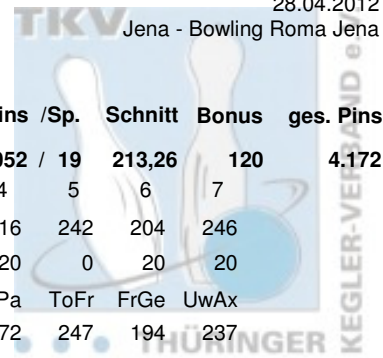 28.04.2012
TKV Jena - Bowling Roma Jena
ins /Sp. Schnitt Bonus ges. Pins
052 / 19 213,26 120 4.172
4 5 6 7
16 242 204 246
20 0 20 20
Pa ToFr FrGe UwAx
72 247 194 237
THÜRINGER KEGLER-VERBAND e.V.